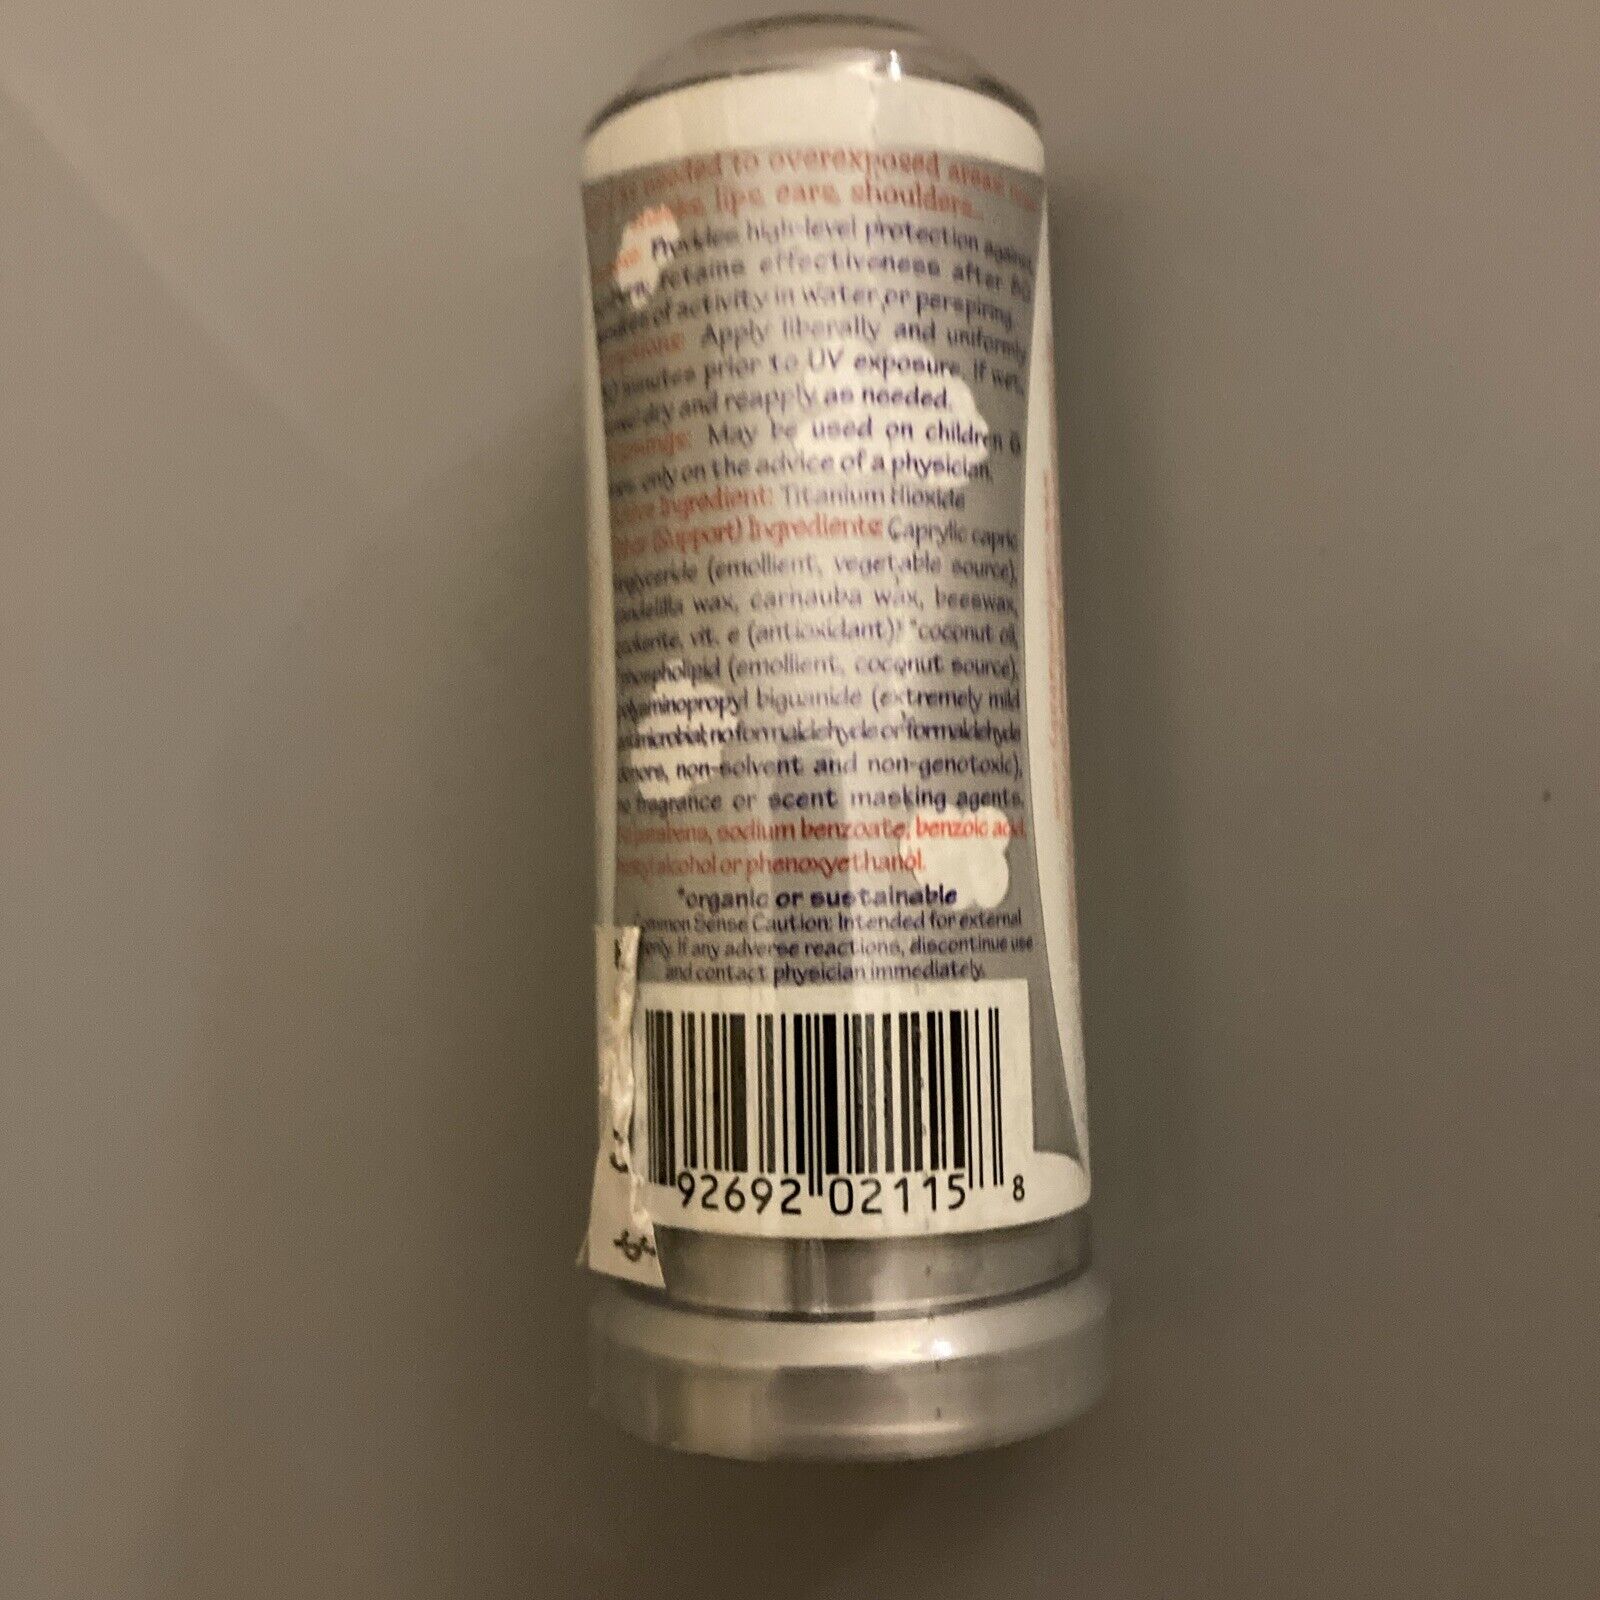 needed to overexposed areas
lips, ears, shoulders...
Provides high-level protection against
retains effectiveness after 80
of activity in water or perspiring.
Apply liberally and uniformly
minutes prior to UV exposure. If wet,
dry and reapply as needed.
May be used on children 6
only on the advice of a physician.
Ingredient: Titanium Dioxide
(Support) Ingredients: Caprylic capric
(emollient, vegetable source),
wax, carnauba wax, beeswax,
vit. e (antioxidant), *coconut oil,
phospholipid (emollient, coconut source),
polyaminopropyl biguanide (extremely mild
no formaldehyde or formaldehyde
donors, non-solvent and non-genotoxic),
no fragrance or scent masking agents.
parabens, sodium benzoate, benzoic acid,
alcohol or phenoxyethanol.
*organic or sustainable
Common Sense Caution: Intended for external
only. If any adverse reactions, discontinue use
and contact physician immediately.
92692 02115 8